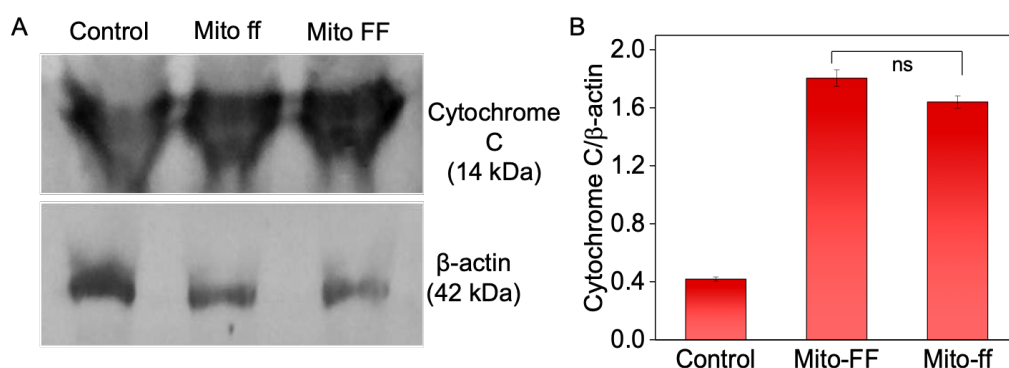 A
Control Mito ff Mito FF
Cytochrome
C
(14 kDa)
β-actin
(42 kDa)
B
Cytochrome C/β-actin
2.0
1.6
1.2
0.8
0.4
0.0
ns
Control Mito-FF Mito-ff